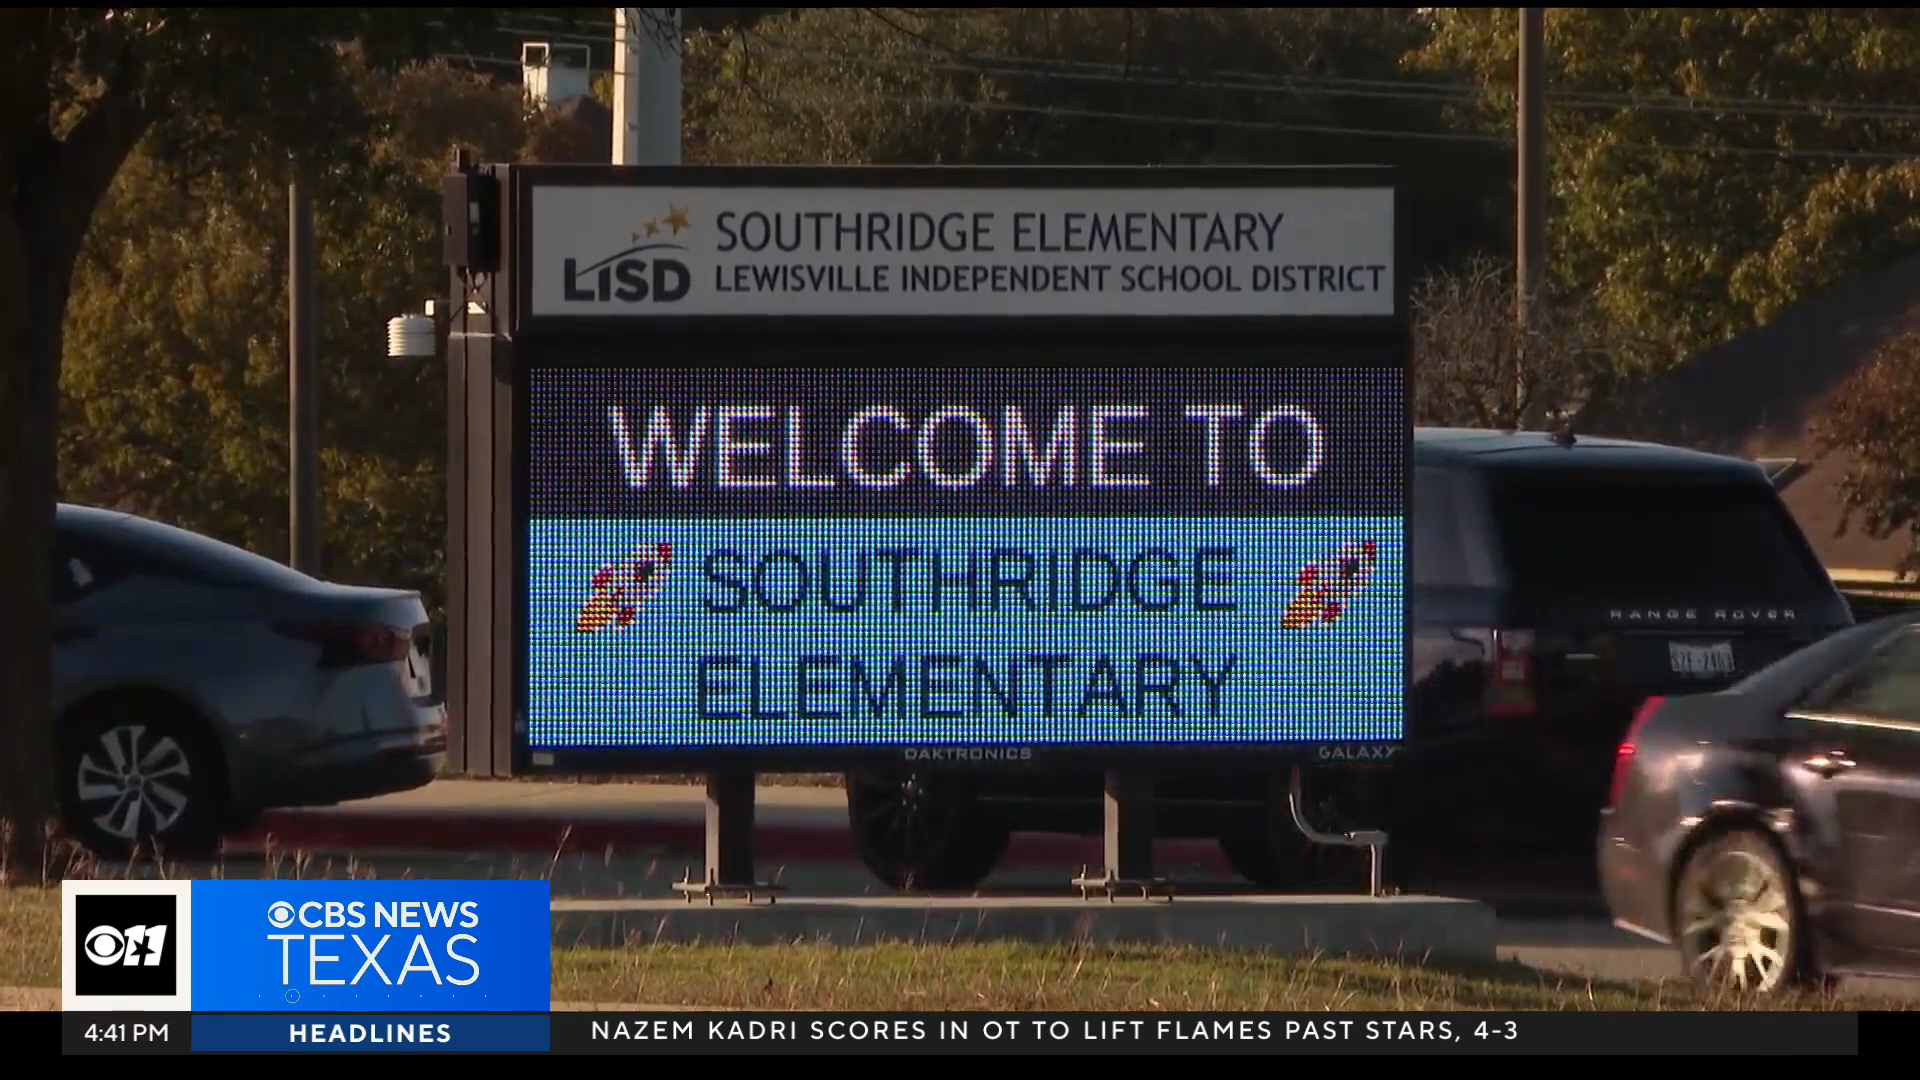 LISD
SOUTHRIDGE ELEMENTARY
LEWISVILLE INDEPENDENT SCHOOL DISTRICT
WELCOME TO
SOUTHRIDGE
ELEMENTARY
DAKTRONICS
GALAXY
RANGE ROVER
11
CBS NEWS
TEXAS
4:41 PM
HEADLINES
NAZEM KADRI SCORES IN OT TO LIFT FLAMES PAST STARS, 4-3